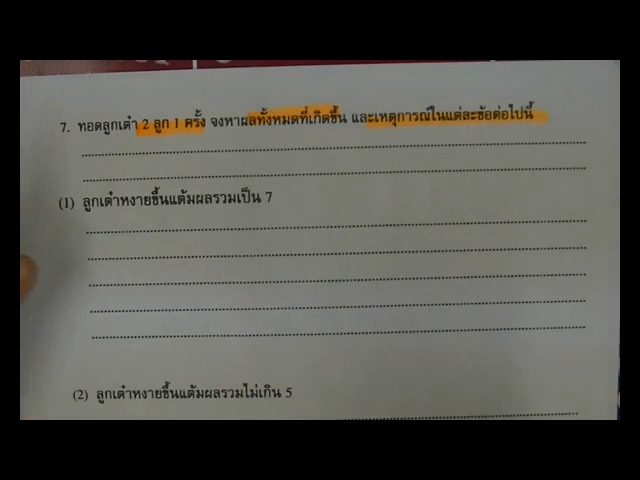 7. ทอดลูกเต๋า 2 ลูก 1 ครั้ง จงหาผลทั้งหมดที่เกิดขึ้น และเหตุการณ์ในแต่ละข้อต่อไปนี้
(1) ลูกเต๋าหงายขึ้นแต้มผลรวมเป็น 7
(2) ลูกเต๋าหงายขึ้นแต้มผลรวมไม่เกิน 5